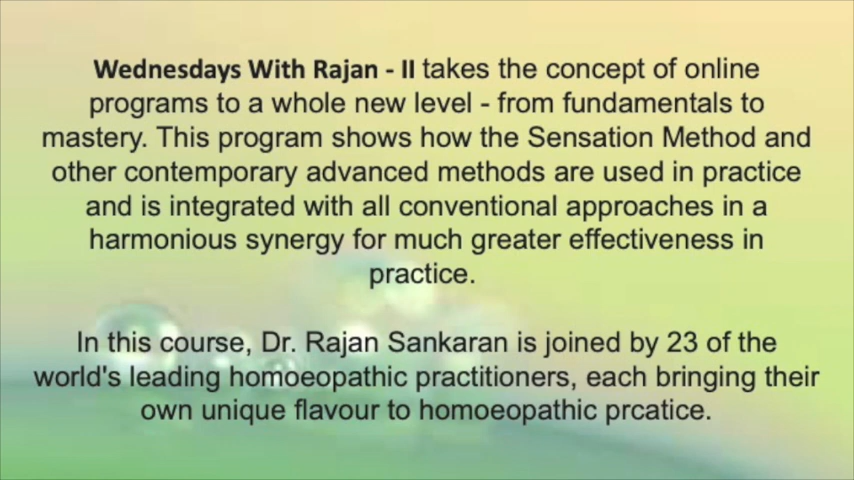 Wednesdays With Rajan - II takes the concept of online
programs to a whole new level - from fundamentals to
mastery. This program shows how the Sensation Method and
other contemporary advanced methods are used in practice
and is integrated with all conventional approaches in a
harmonious synergy for much greater effectiveness in
practice.
In this course, Dr. Rajan Sankaran is joined by 23 of the
world's leading homoeopathic practitioners, each bringing their
own unique flavour to homoeopathic prcatice.